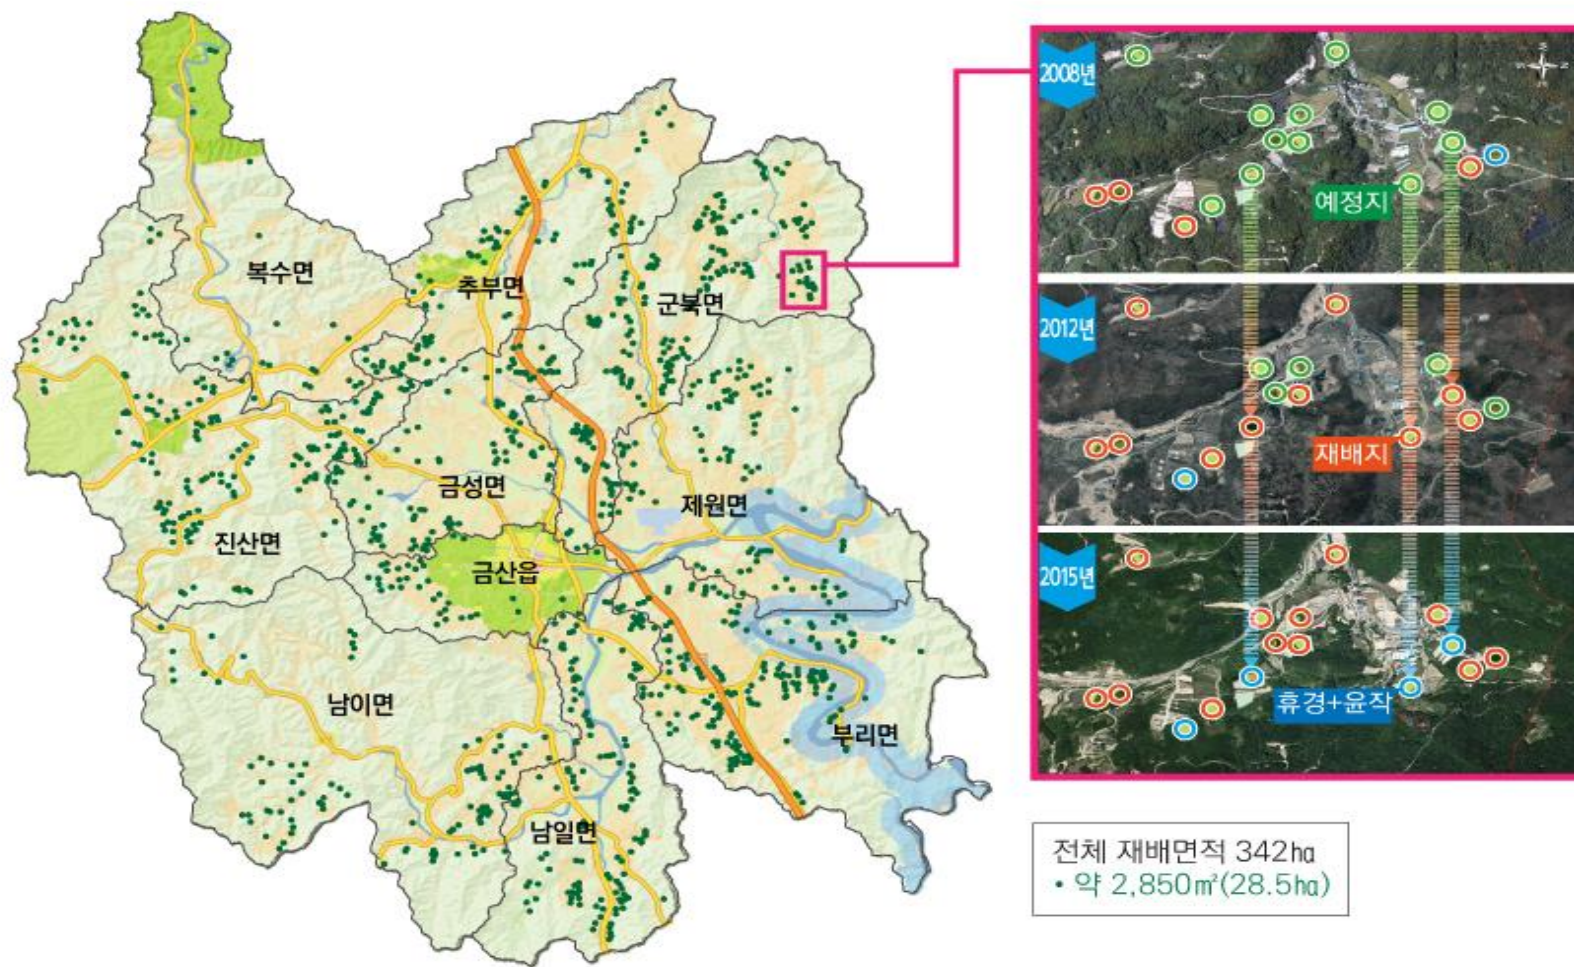 복수면
추부면
군북면
금성면
제원면
진산면
금산읍
남이면
부리면
남일면
2008년
예정지
2012년
재배지
2015년
휴경+윤작
전체 재배면적 342ha
• 약 2,850㎡(28.5ha)